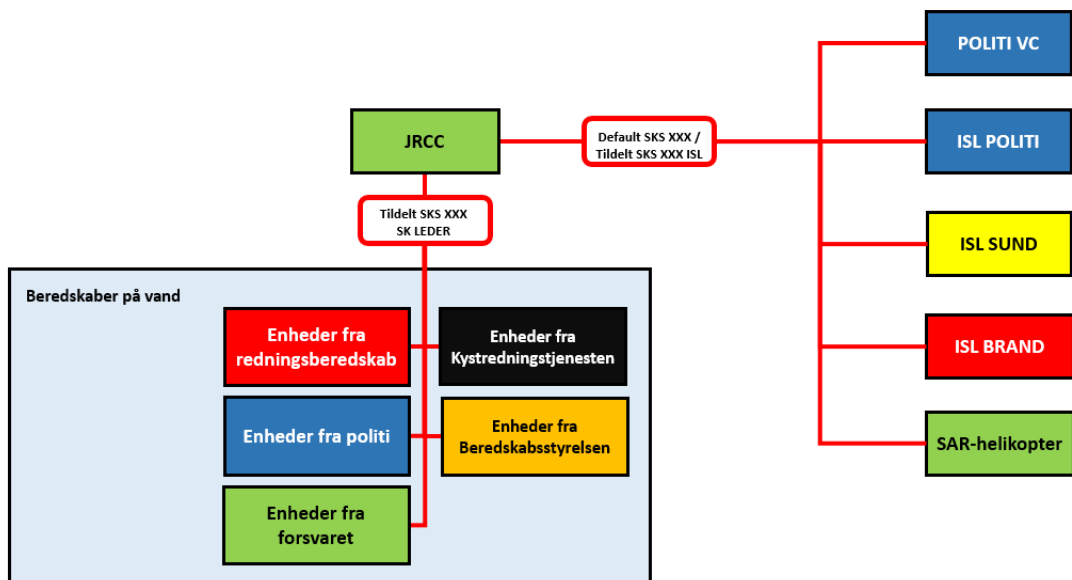 POLITI VC
JRCC
Default SKS XXX /
Tildelt SKS XXX ISL
ISL POLITI
Tildelt SKS XXX
SK LEDER
ISL SUND
Beredskaber på vand
Enheder fra
redningsberedskab
Enheder fra
Kystredningstjenesten
ISL BRAND
Enheder fra politi
Enheder fra
Beredskabsstyrelsen
SAR-helikopter
Enheder fra
forsvaret